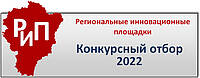 РИП
Региональные инновационные
площадки
Конкурсный отбор
2022